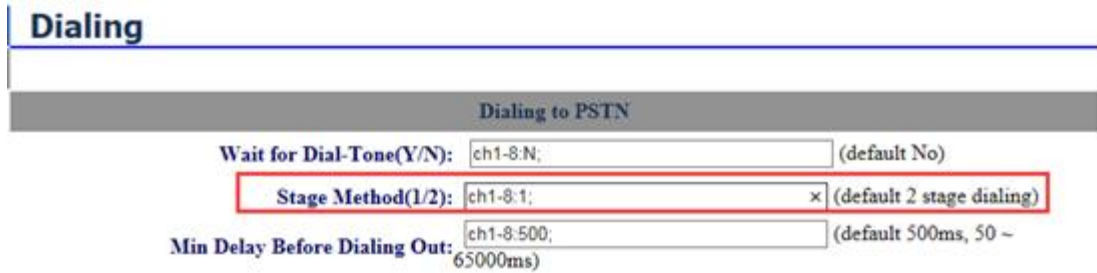 Dialing
Dialing to PSTN
Wait for Dial-Tone(Y/N): ch1-8:N; (default No)
Stage Method(1/2): ch1-8:1; × (default 2 stage dialing)
Min Delay Before Dialing Out: ch1-8:500; (default 500ms, 50 ~
65000ms)